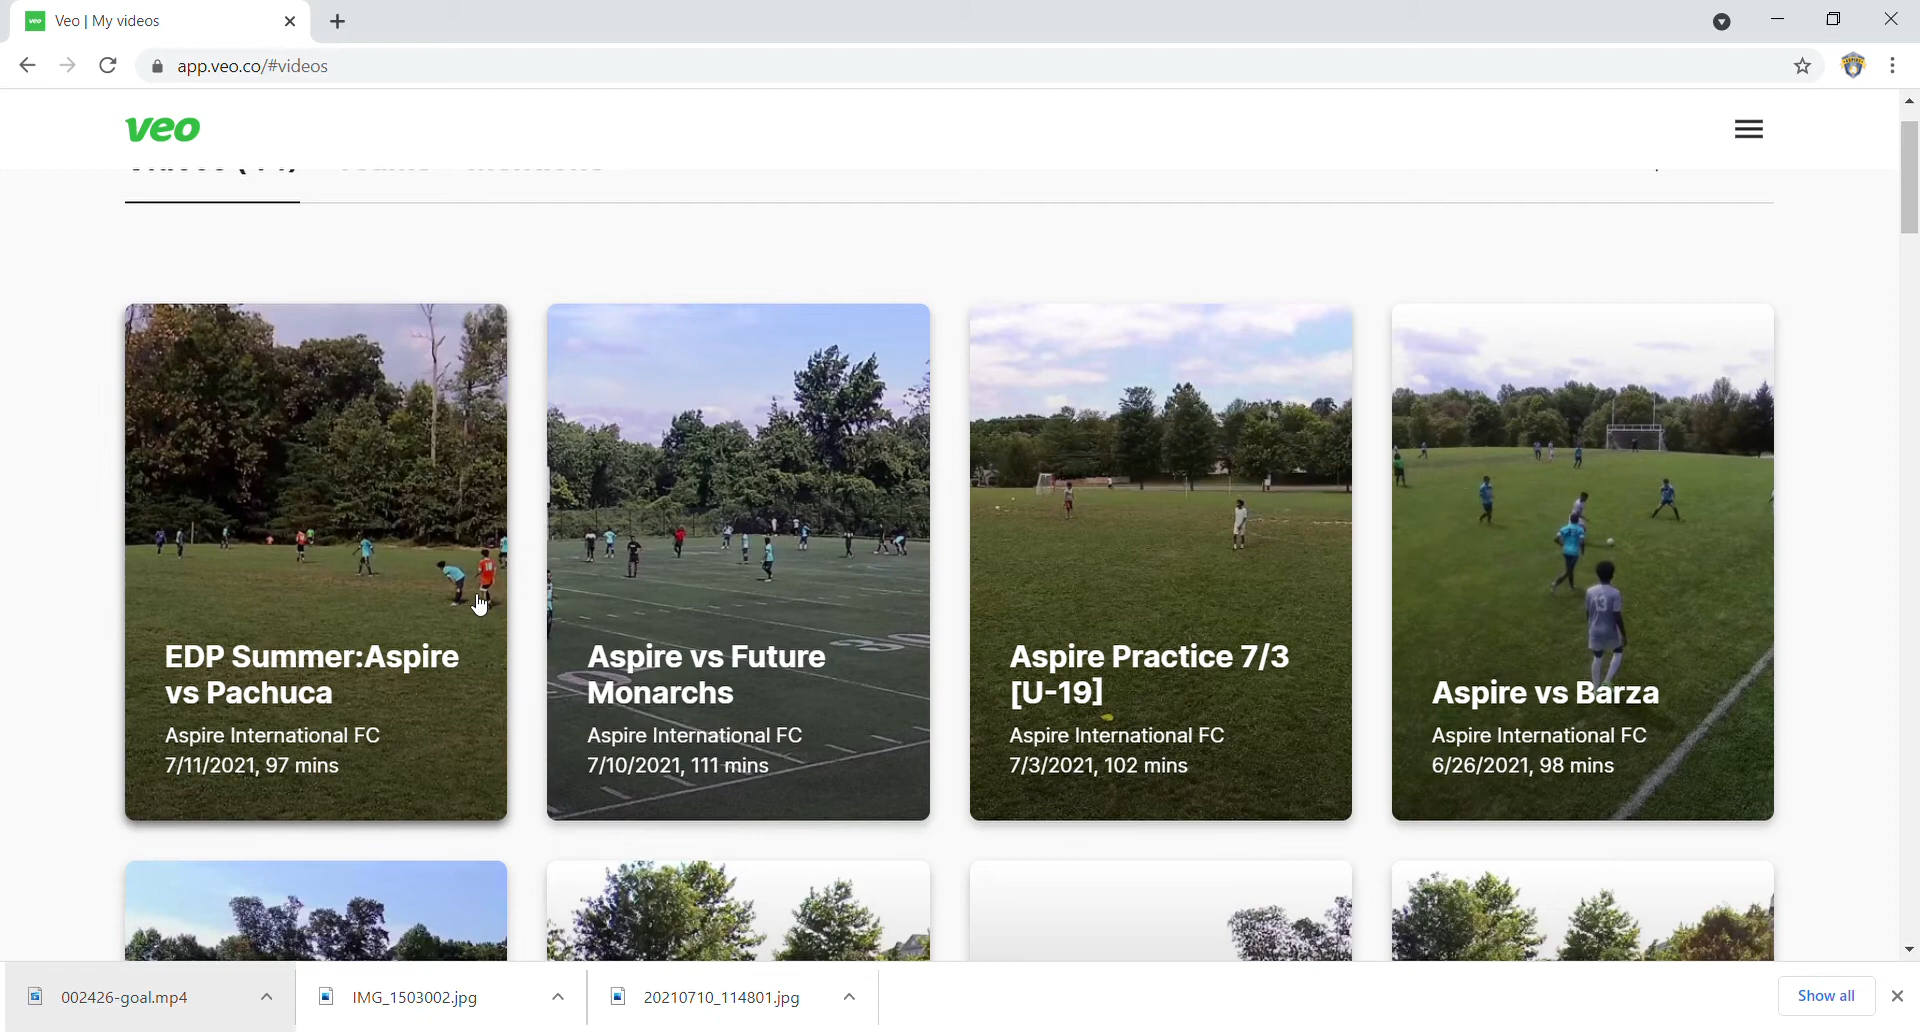 veo Veo | My videos
app.veo.co/#videos
veo
EDP Summer:Aspire
vs Pachuca
Aspire International FC
7/11/2021, 97 mins
Aspire vs Future
Monarchs
Aspire International FC
7/10/2021, 111 mins
Aspire Practice 7/3
[U-19]
Aspire International FC
7/3/2021, 102 mins
Aspire vs Barza
Aspire International FC
6/26/2021, 98 mins
002426-goal.mp4
IMG_1503002.jpg
20210710_114801.jpg
Show all